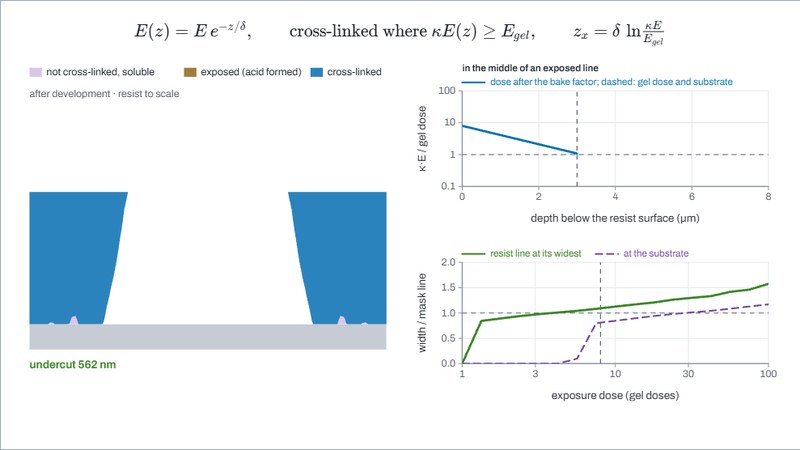 E(z) = E e^{-z/δ},    cross-linked where κE(z) ≥ E_{gel},    z_x = δ ln κE/E_{gel}
not cross-linked, soluble    exposed (acid formed)    cross-linked
after development · resist to scale
undercut 562 nm
in the middle of an exposed line
dose after the bake factor; dashed: gel dose and substrate
κ·E / gel dose
100
10
1
0.1
0    2    4    6    8
depth below the resist surface (µm)
resist line at its widest    at the substrate
width / mask line
2.0
1.5
1.0
0.5
0.0
1    3    10    30    100
exposure dose (gel doses)